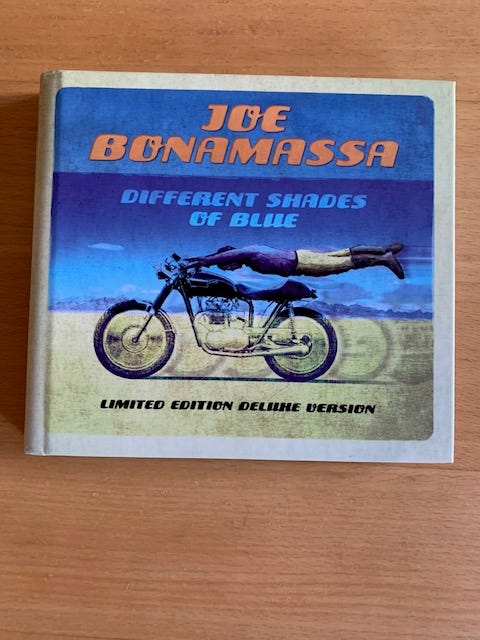 JOE
BONAMASSA
DIFFERENT SHADES
OF BLUE
LIMITED EDITION DELUXE VERSION